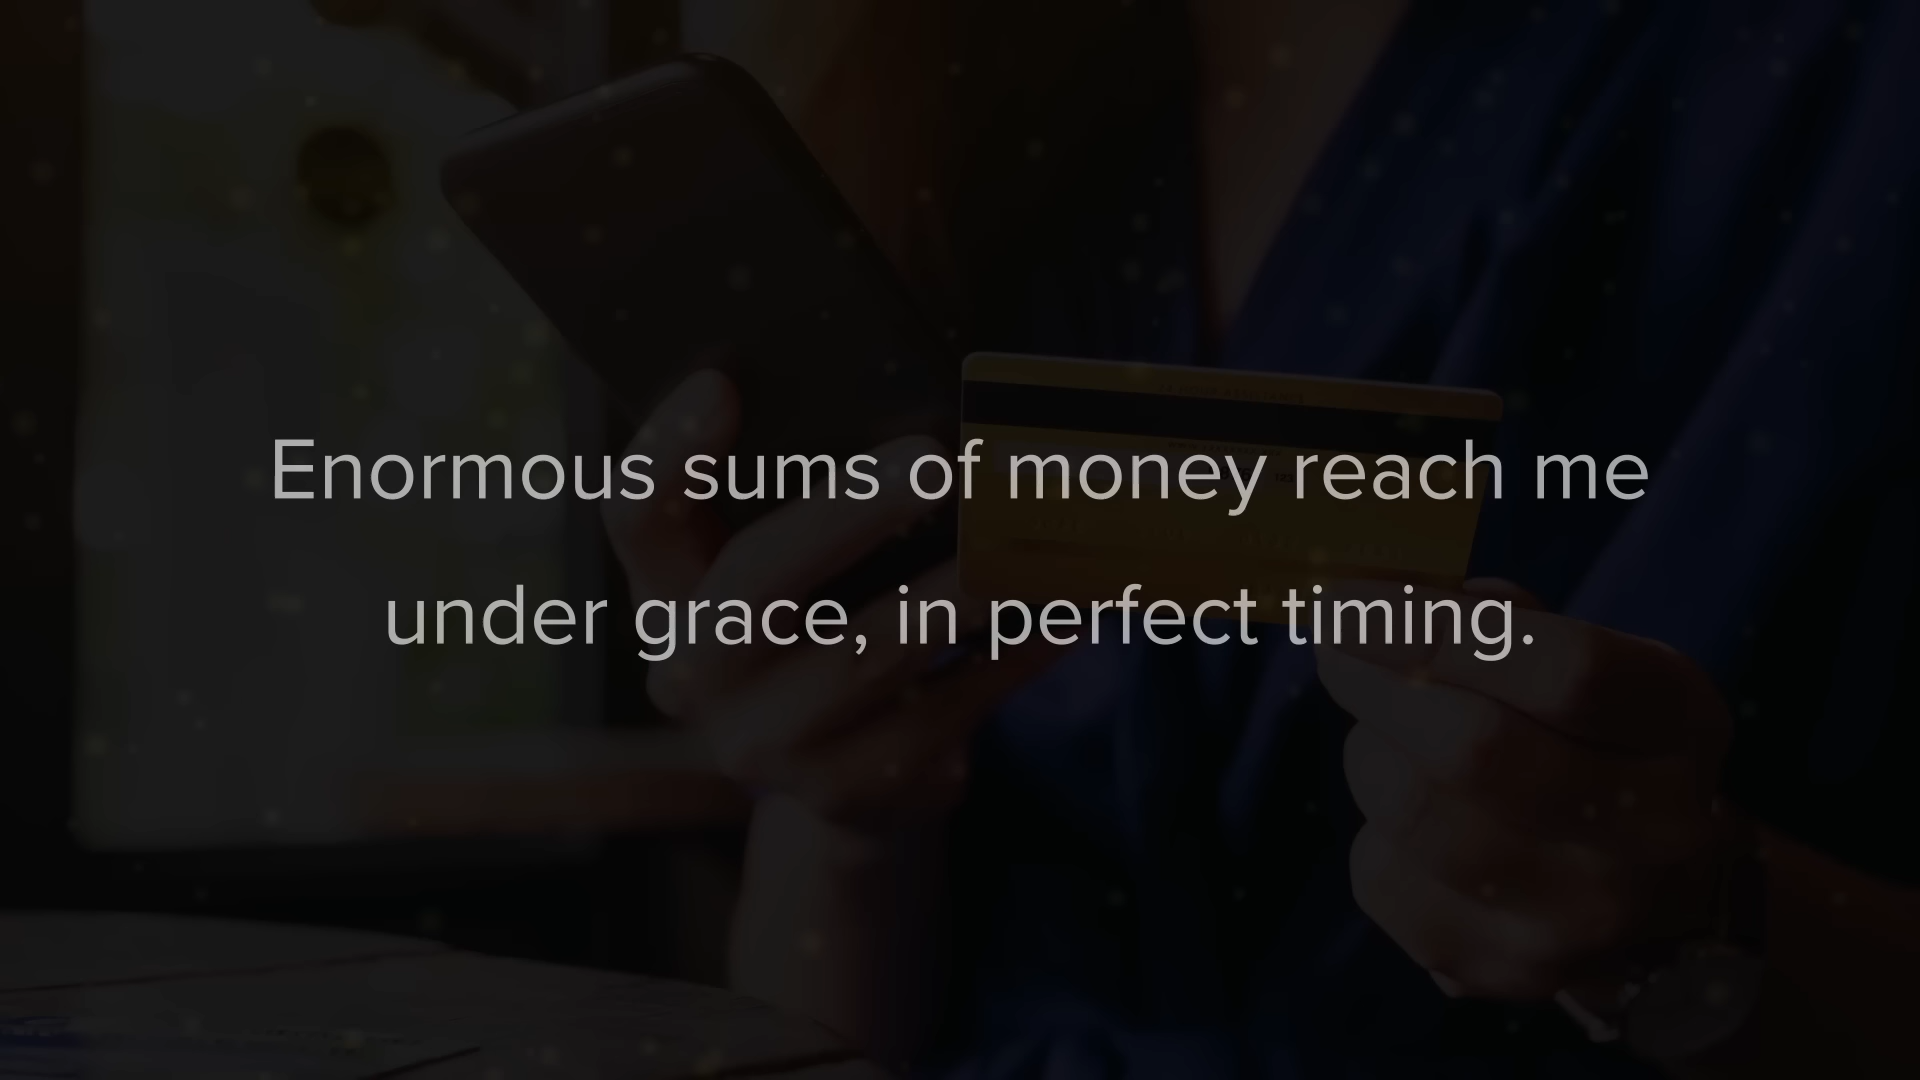 Enormous sums of money reach me
under grace, in perfect timing.